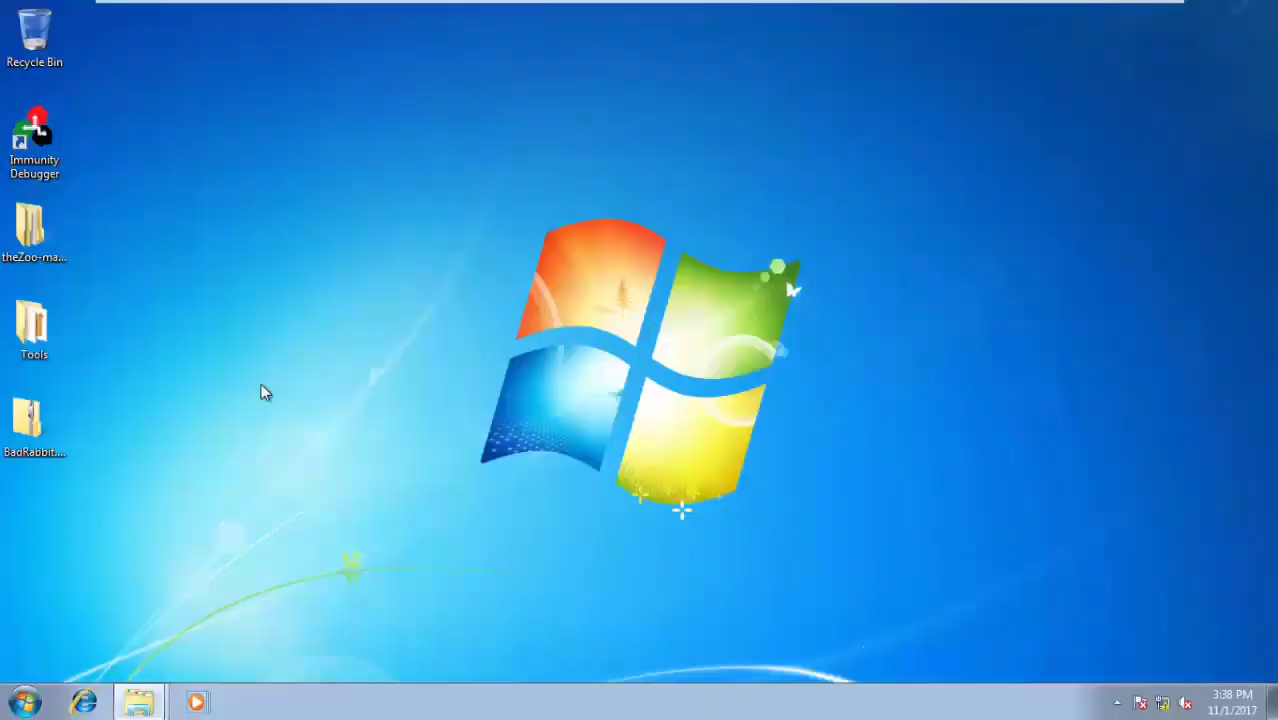 Recycle Bin
Immunity
Debugger
theZoo-ma...
Tools
BadRabbit....
3:38 PM
11/1/2017